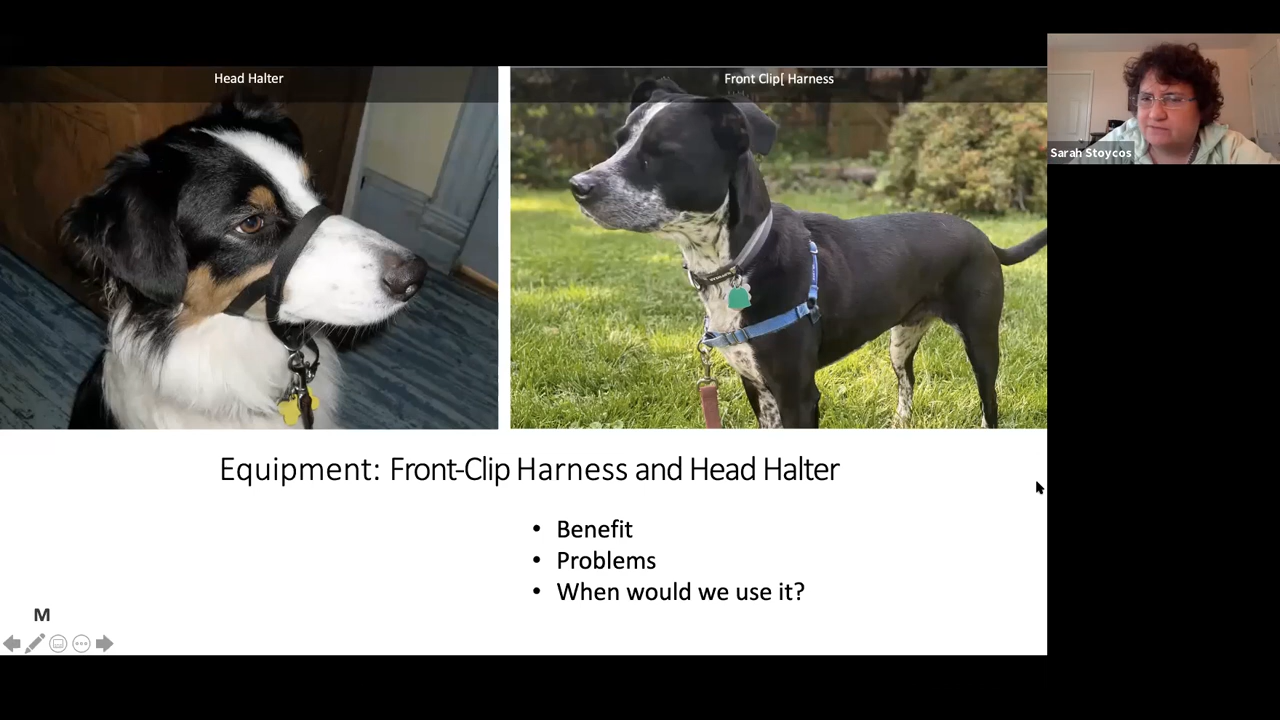 Head Halter
Front Clip[ Harness
Sarah Stoycos
Equipment: Front-Clip Harness and Head Halter
• Benefit
• Problems
• When would we use it?
M